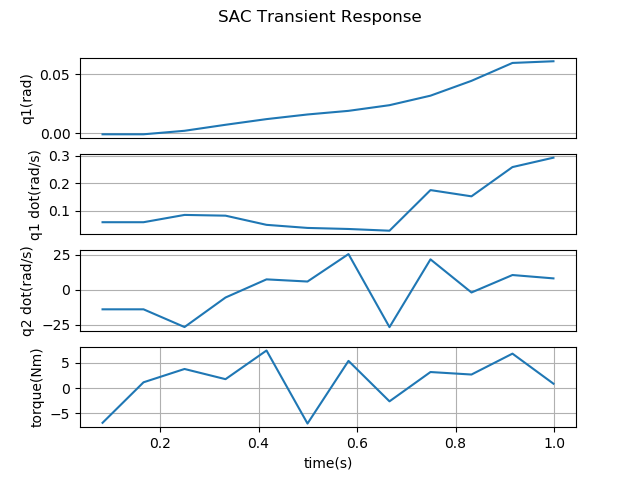 SAC Transient Response
q1(rad)
0.05
0.00
q1 dot(rad/s)
0.3
0.2
0.1
q2 dot(rad/s)
25
0
−25
torque(Nm)
5
0
−5
0.2 0.4 0.6 0.8 1.0
time(s)